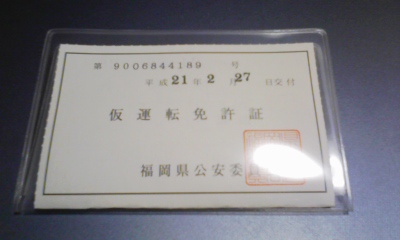 第 9006844189 号
平成 21 年 2 月 27 日交付
仮運転免許証
福岡県公安委